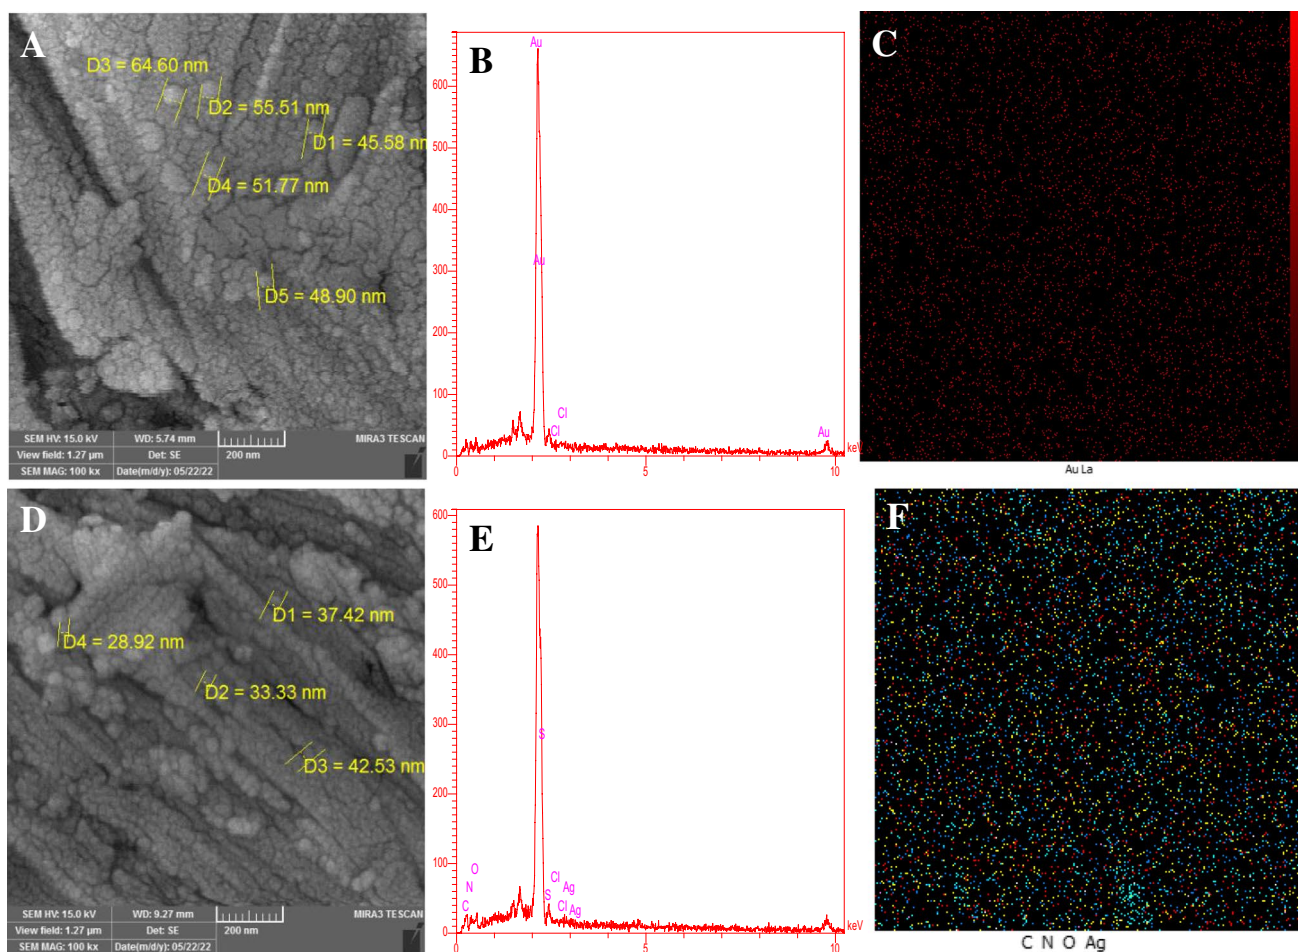 A
D3 = 64.60 nm
D2 = 55.51 nm
D1 = 45.58 nm
D4 = 51.77 nm
D5 = 48.90 nm
SEM HV: 15.0 kV WD: 5.74 mm MIRA3 TESCAN
View field: 1.27 µm Det: SE 200 nm
SEM MAG: 100 kx Date(m/d/y): 05/22/22
B
Au
600
500
400
Au
300
200
100
Cl
Cl
Au
0
keV
0 5 10
C
Au La
D
D1 = 37.42 nm
D4 = 28.92 nm
D2 = 33.33 nm
D3 = 42.53 nm
SEM HV: 15.0 kV WD: 9.27 mm MIRA3 TESCAN
View field: 1.27 µm Det: SE 200 nm
SEM MAG: 100 kx Date(m/d/y): 05/22/22
E
600
500
400
300
S
200
100
O
Cl
N
Ag
S
C
Cl
Ag
0
keV
0 5 10
F
C N O Ag